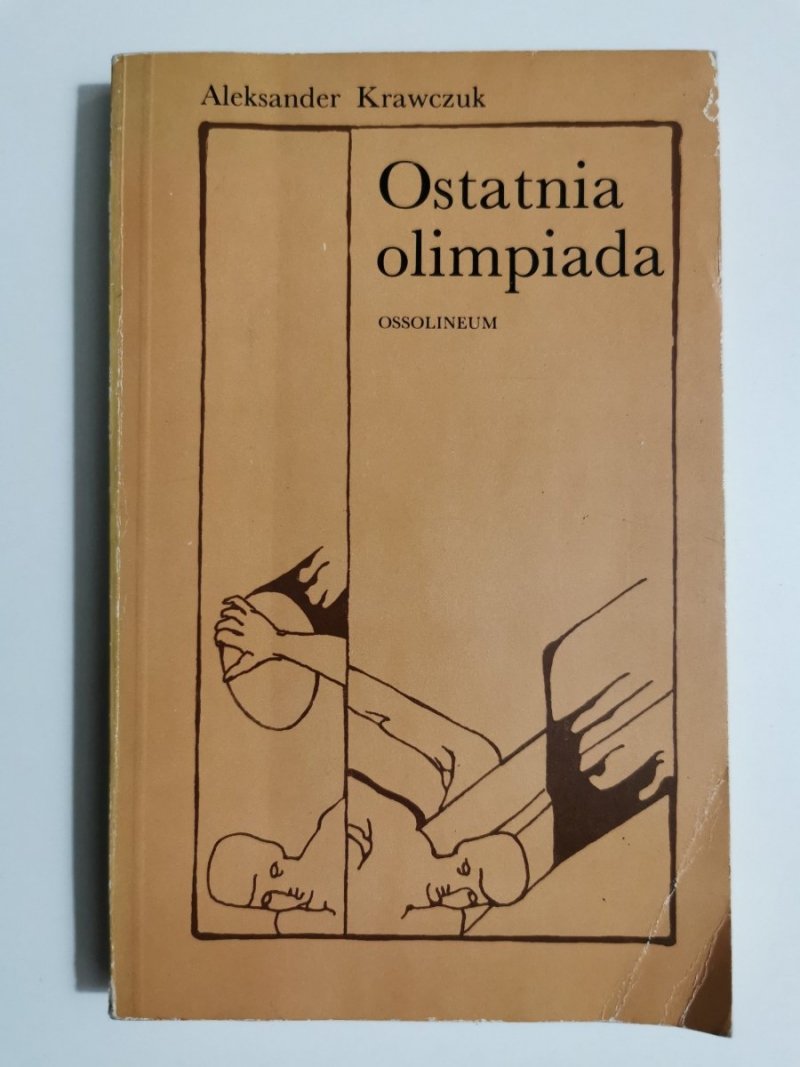 Aleksander Krawczuk
Ostatnia
olimpiada
OSSOLINEUM